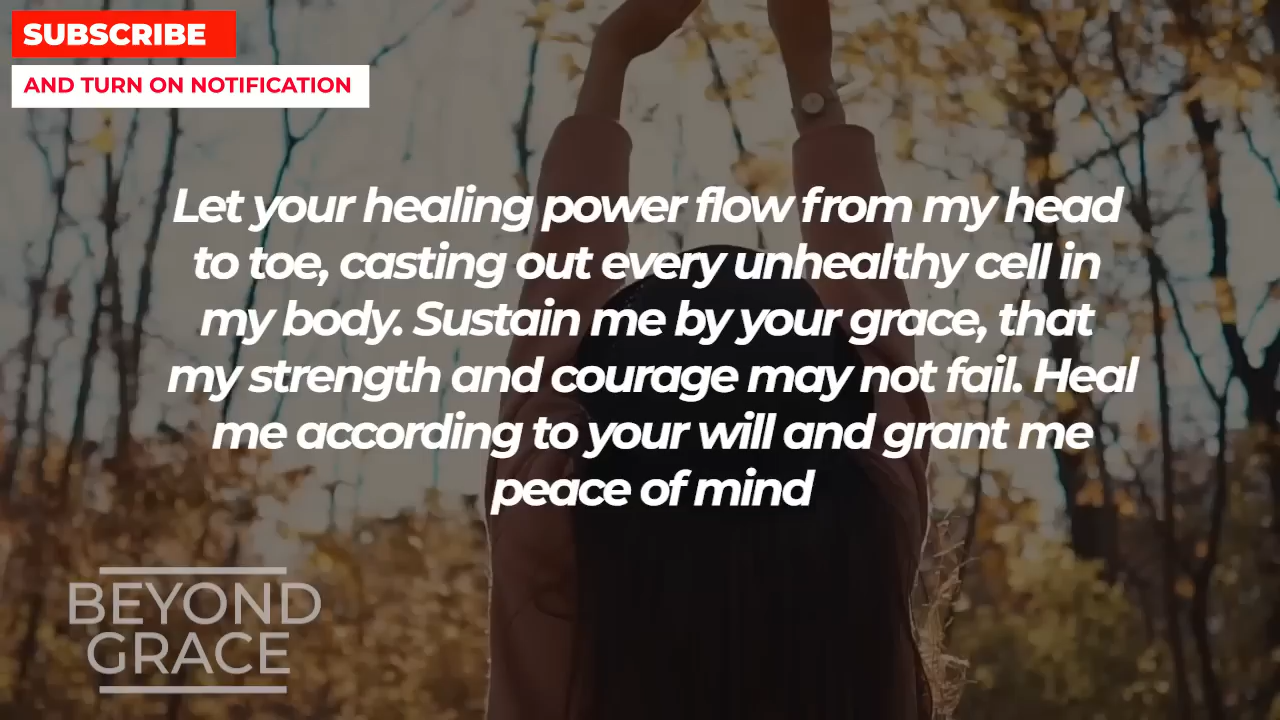 SUBSCRIBE
AND TURN ON NOTIFICATION
Let your healing power flow from my head
to toe, casting out every unhealthy cell in
my body. Sustain me by your grace, that
my strength and courage may not fail. Heal
me according to your will and grant me
peace of mind
BEYOND
GRACE